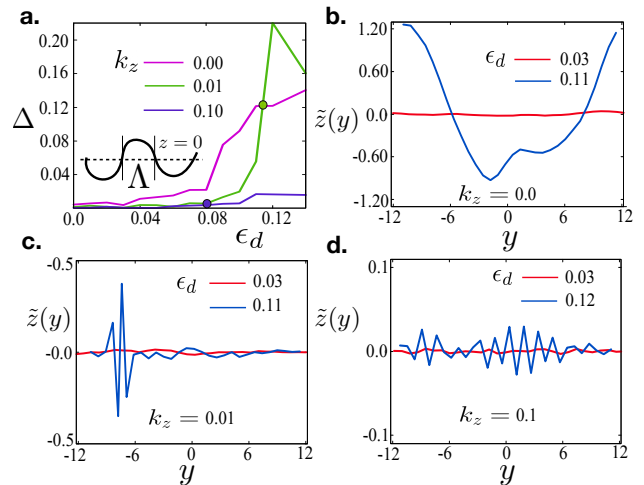 a.
k_z
0.00
0.01
0.10
Δ
0.20
0.16
0.12
0.08
0.04
z = 0
Λ
0.0
0.04
0.08
0.12
ϵ_d
b.
ϵ_d
0.03
0.11
z̃(y)
1.20
0.60
0.0
-0.60
-1.20
k_z = 0.0
-12
-6
0
6
12
y
c.
ϵ_d
0.03
0.11
z̃(y)
-0.5
-0.0
-0.5
k_z = 0.01
-12
-6
0
6
12
y
d.
ϵ_d
0.03
0.12
z̃(y)
0.1
0.0
-0.1
k_z = 0.1
-12
-6
0
6
12
y